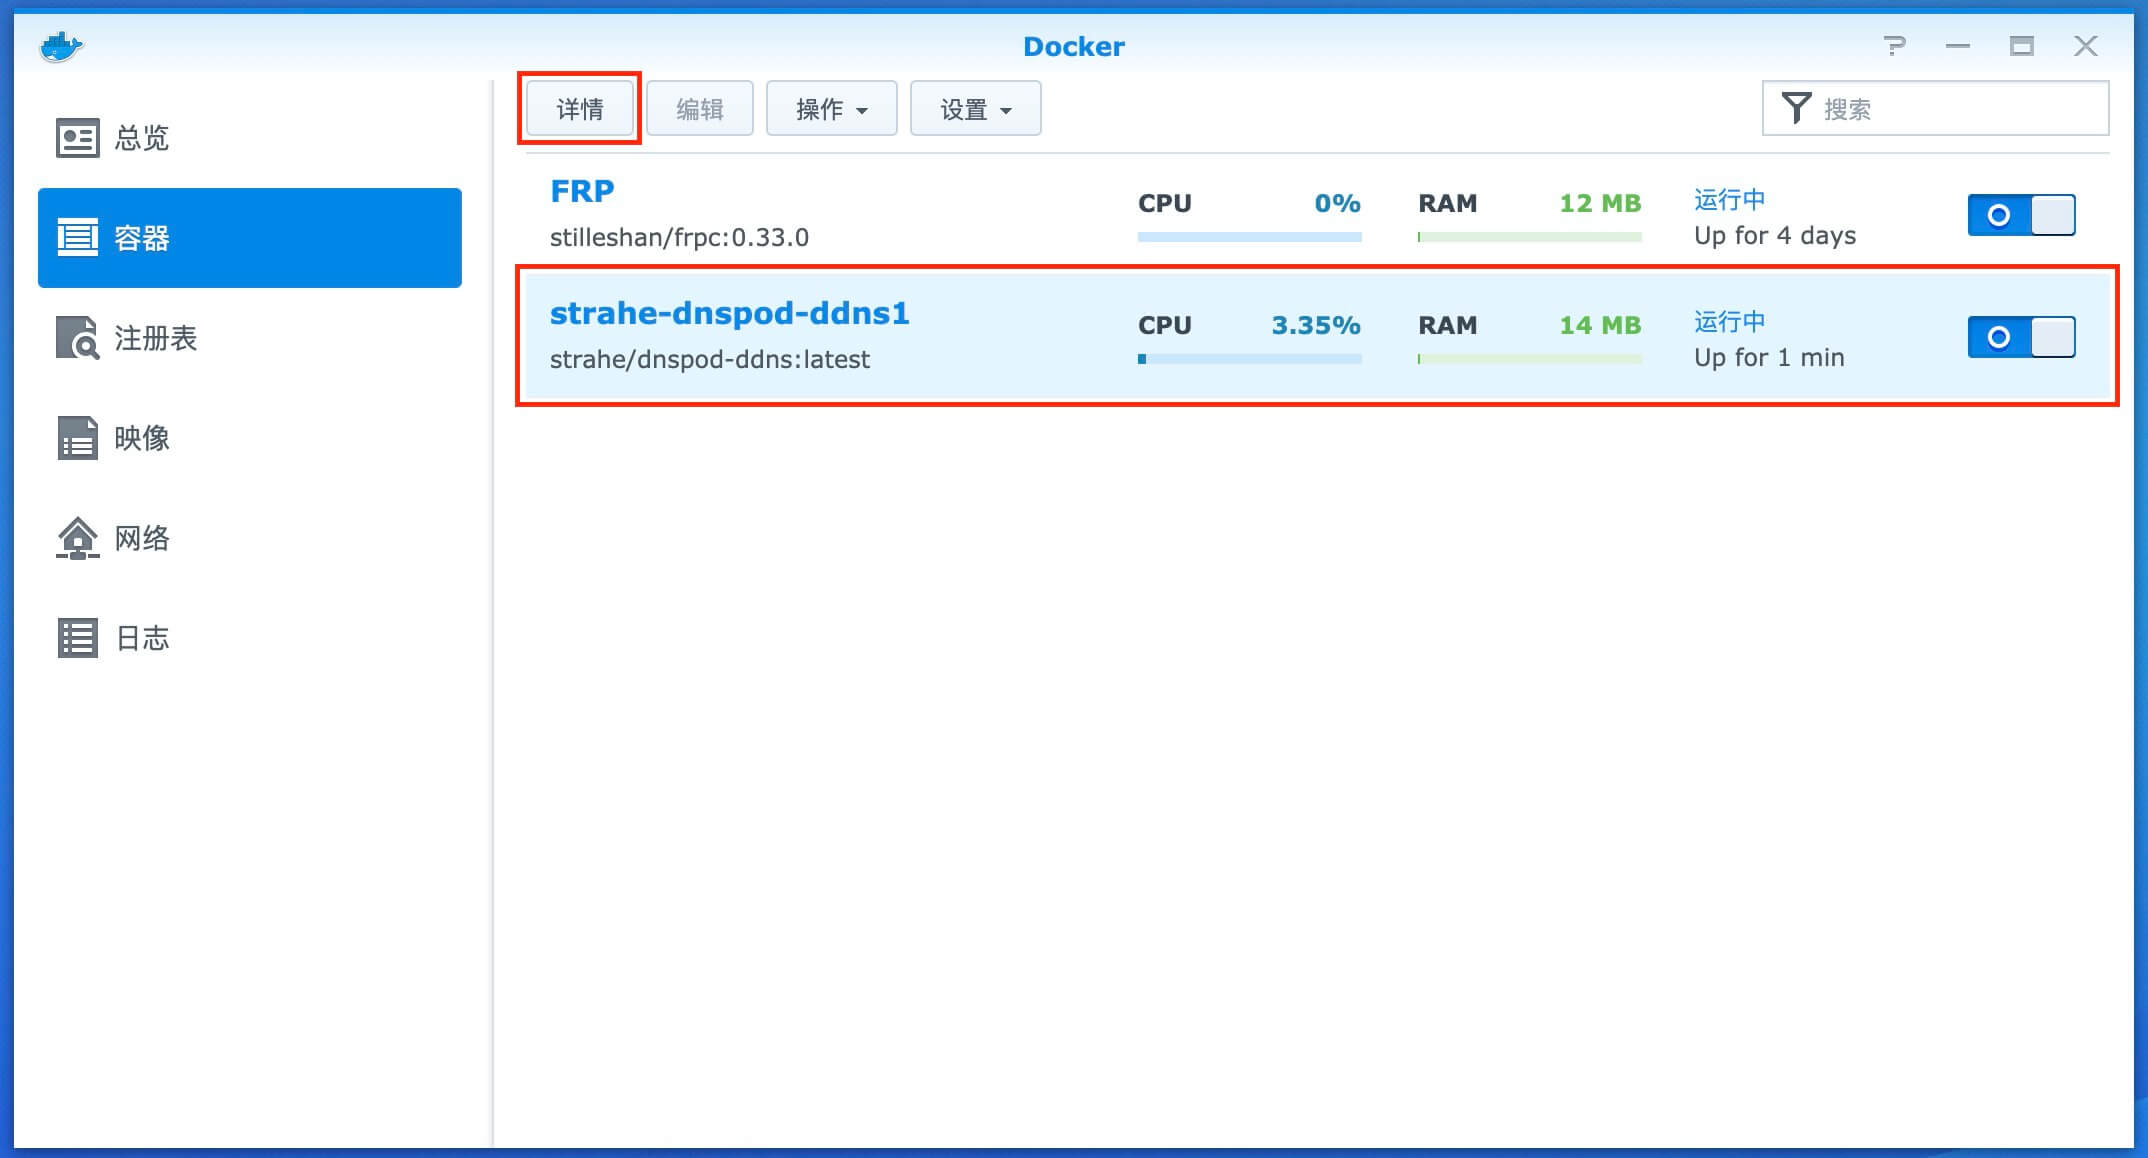 Docker
总览
容器
注册表
映像
网络
日志
详情 编辑 操作 设置 搜索
FRP
stilleshan/frpc:0.33.0
CPU 0% RAM 12 MB
运行中
Up for 4 days
strahe-dnspod-ddns1
strahe/dnspod-ddns:latest
CPU 3.35% RAM 14 MB
运行中
Up for 1 min